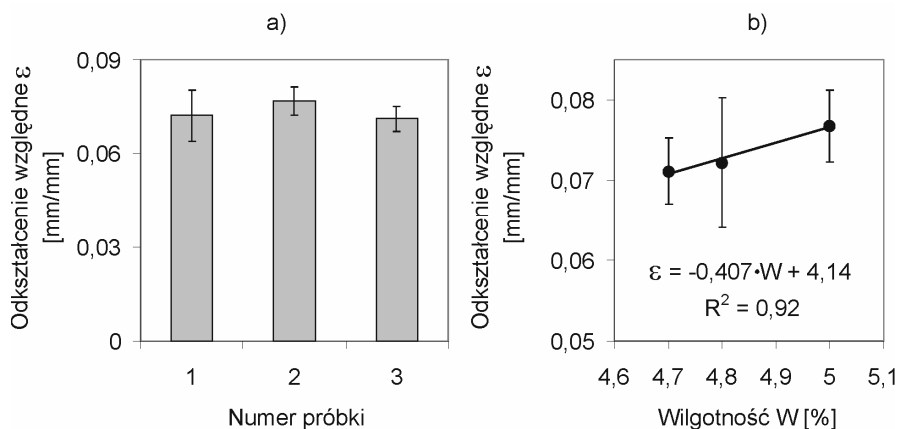 a)
Odkształcenie względne ε
[mm/mm]
0,09
0,06
0,03
0
1 2 3
Numer próbki
b)
Odkształcenie względne ε
[mm/mm]
0,08
0,07
0,06
0,05
ε = -0,407·W + 4,14
R² = 0,92
4,6 4,7 4,8 4,9 5 5,1
Wilgotność W [%]